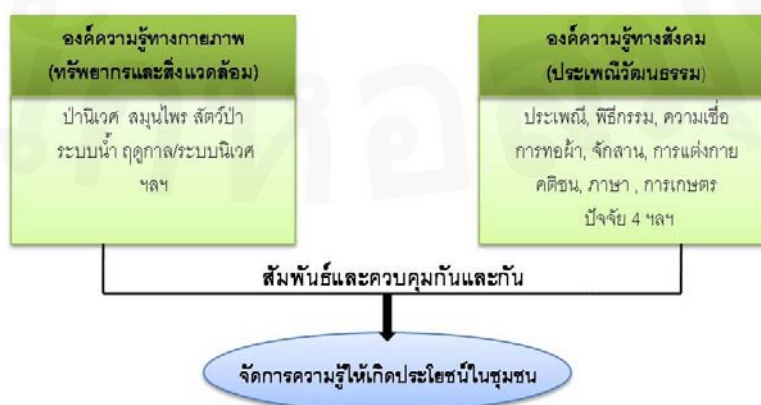 องค์ความรู้ทางกายภาพ
(ทรัพยากรและสิ่งแวดล้อม)
ป่านิเวศ สมุนไพร สัตว์ป่า
ระบบน้ำ ฤดูกาล/ระบบนิเวศ
ฯลฯ
องค์ความรู้ทางสังคม
(ประเพณีวัฒนธรรม)
ประเพณี, พิธีกรรม, ความเชื่อ
การทอผ้า, จักสาน, การแต่งกาย
คติชน, ภาษา , การเกษตร
ปัจจัย 4 ฯลฯ
สัมพันธ์และควบคุมกันและกัน
จัดการความรู้ให้เกิดประโยชน์ในชุมชน